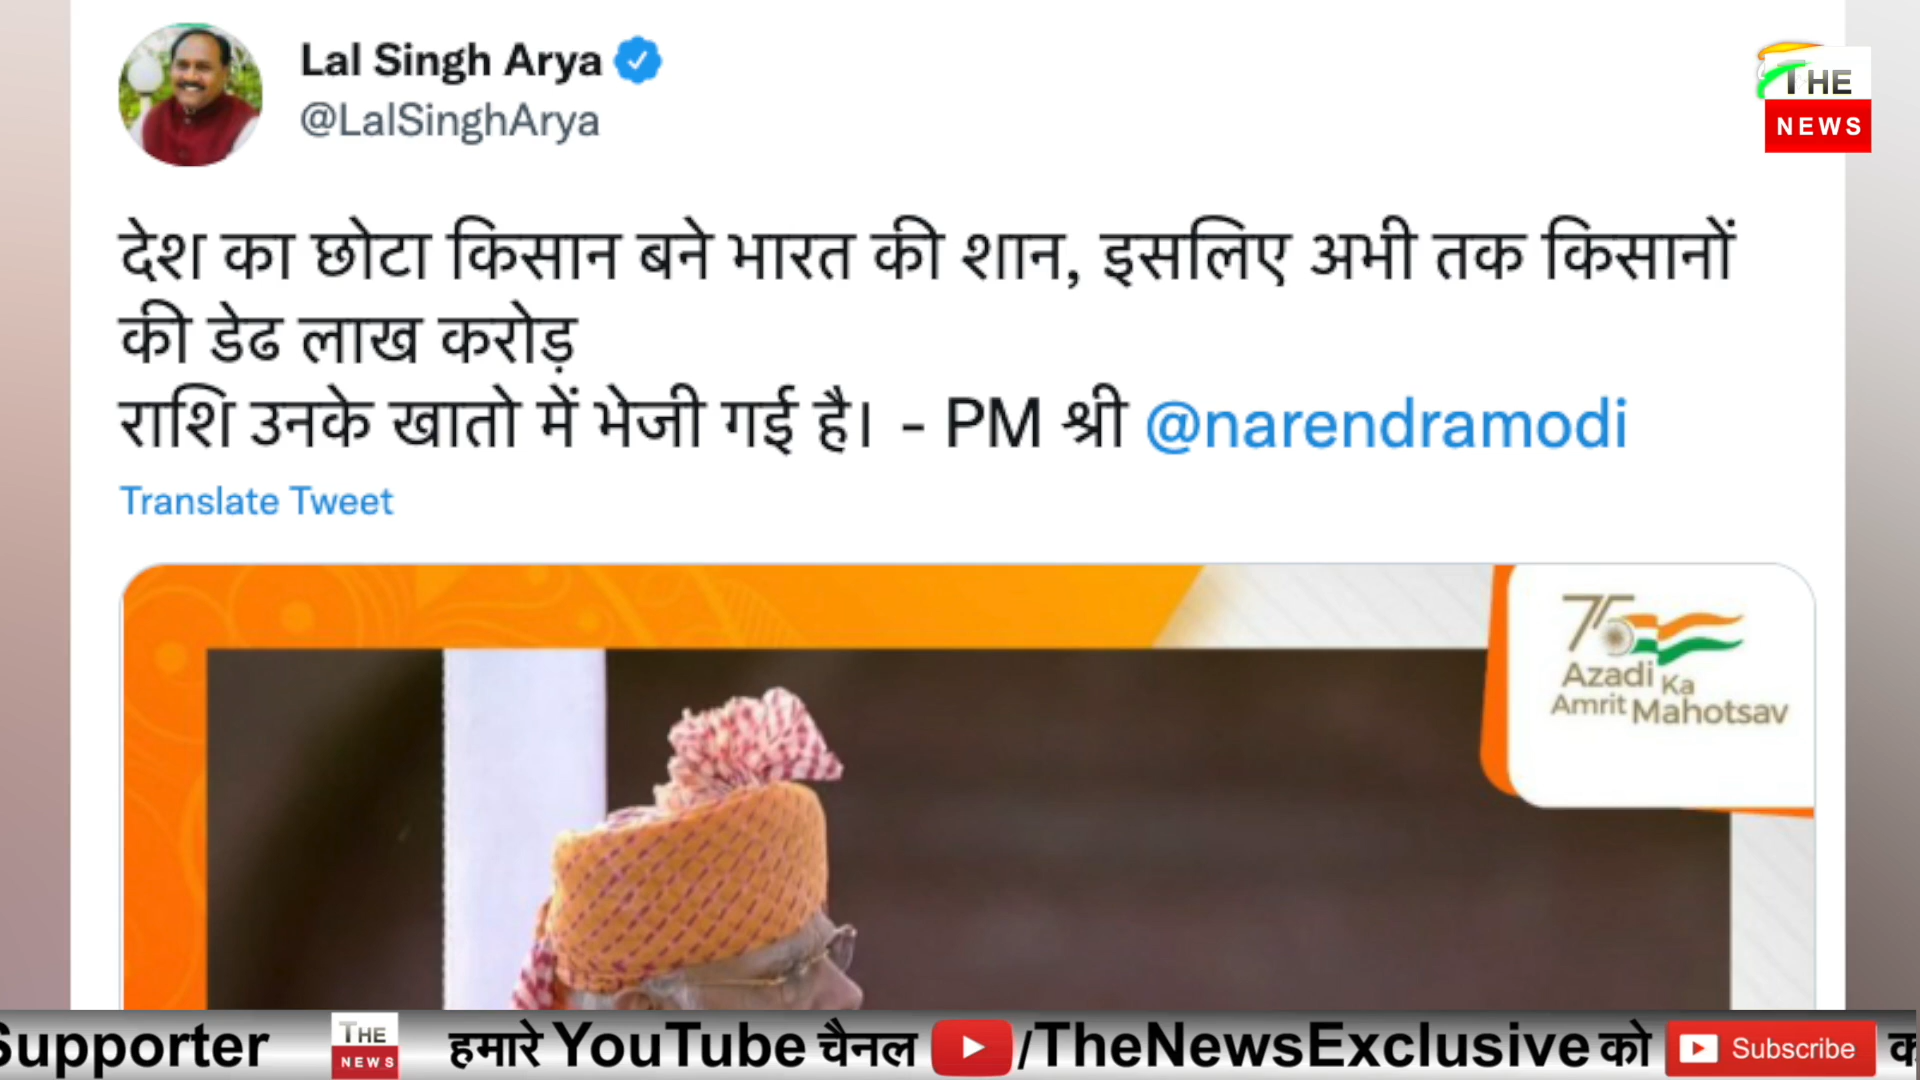 Lal Singh Arya
@LalSinghArya
THE
NEWS
देश का छोटा किसान बने भारत की शान, इसलिए अभी तक किसानों
की डेढ लाख करोड़
राशि उनके खातो में भेजी गई है। - PM श्री @narendramodi
Translate Tweet
75
Azadi Ka
Amrit Mahotsav
Supporter THE NEWS हमारे YouTube चैनल /TheNewsExclusive को Subscribe